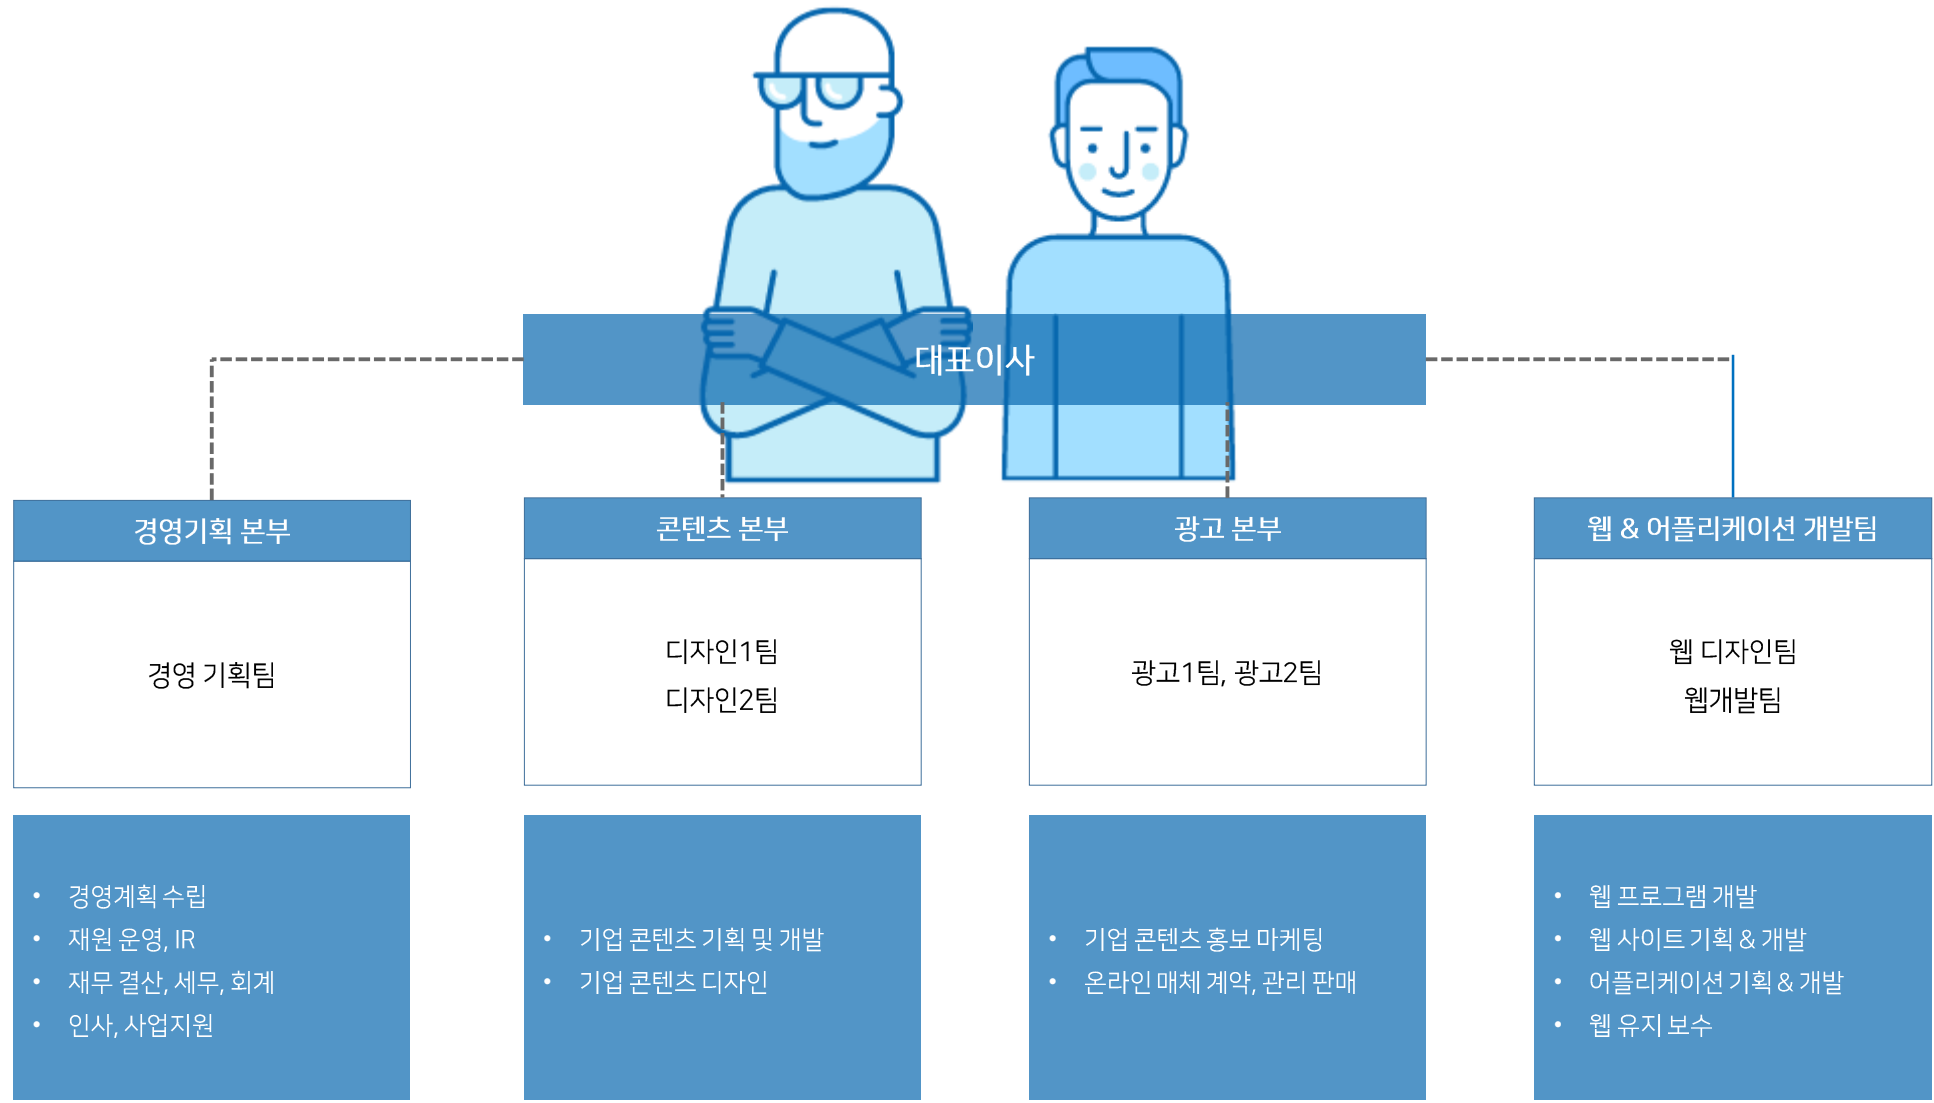 대표이사
경영기획 본부
경영 기획팀
• 경영계획 수립
• 재원 운영, IR
• 재무 결산, 세무, 회계
• 인사, 사업지원
콘텐츠 본부
디자인1팀
디자인2팀
• 기업 콘텐츠 기획 및 개발
• 기업 콘텐츠 디자인
광고 본부
광고1팀, 광고2팀
• 기업 콘텐츠 홍보 마케팅
• 온라인 매체 계약, 관리 판매
웹 & 어플리케이션 개발팀
웹 디자인팀
웹개발팀
• 웹 프로그램 개발
• 웹 사이트 기획 & 개발
• 어플리케이션 기획 & 개발
• 웹 유지 보수